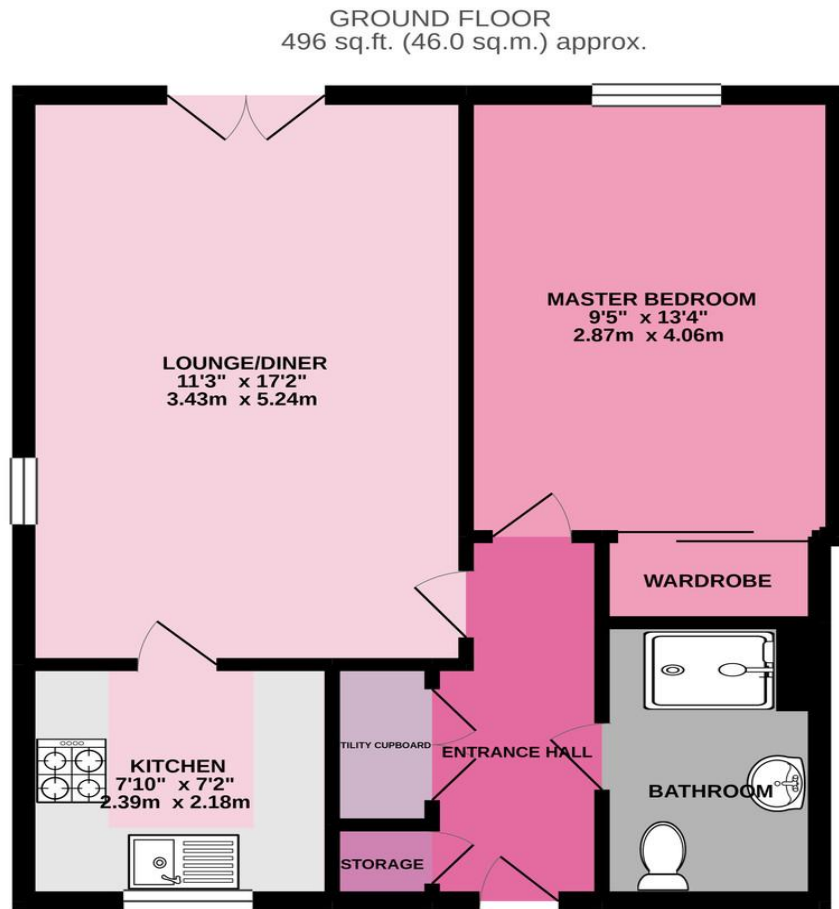 GROUND FLOOR
496 sq.ft. (46.0 sq.m.) approx.
MASTER BEDROOM
9'5" x 13'4"
2.87m x 4.06m
LOUNGE/DINER
11'3" x 17'2"
3.43m x 5.24m
WARDROBE
TILITY CUPBOARD
ENTRANCE HALL
KITCHEN
7'10" x 7'2"
2.39m x 2.18m
BATHROOM
STORAGE